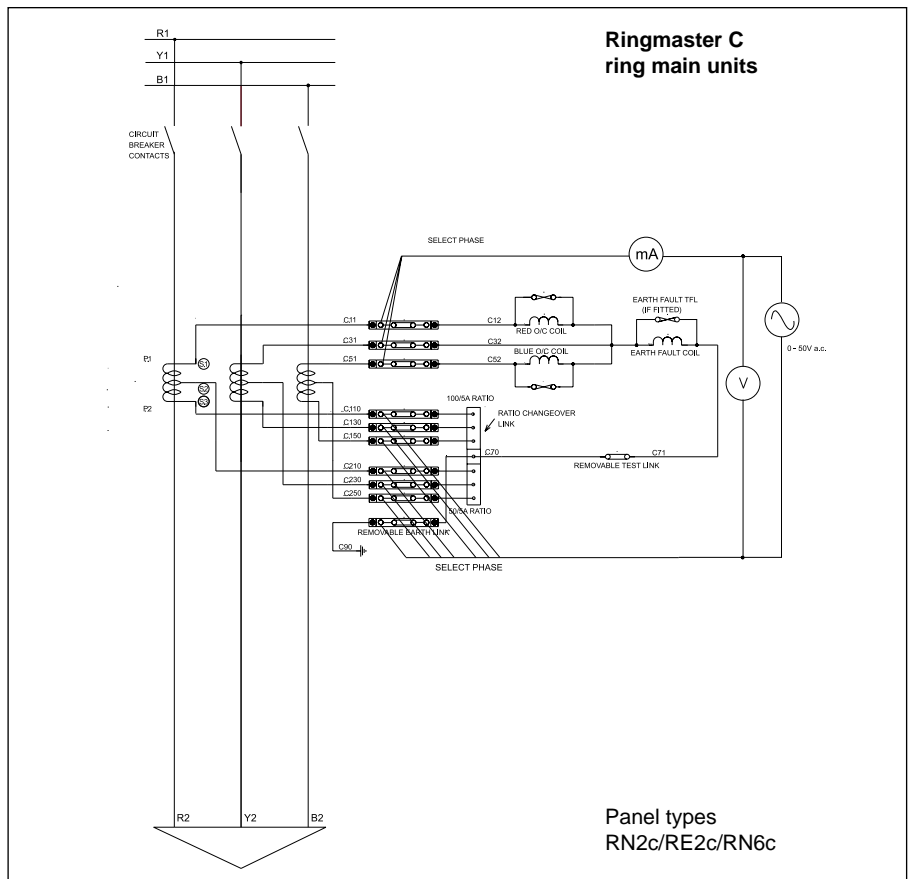 R1
Ringmaster C
ring main units
Y1
B1
CIRCUIT
BREAKER
CONTACTS
SELECT PHASE
mA
C11
C12
RED O/C COIL
EARTH FAULT TFL
(IF FITTED)
C31
C32
EARTH FAULT COIL
0 - 50V a.c.
BLUE O/C COIL
C51
C52
P1
S1
S2
S3
P2
V
100/5A RATIO
C110
RATIO CHANGEOVER
LINK
C130
C150
C70
C71
REMOVABLE TEST LINK
C210
C230
C250
50/5A RATIO
REMOVABLE EARTH LINK
C90
SELECT PHASE
R2
Y2
B2
Panel types
RN2c/RE2c/RN6c